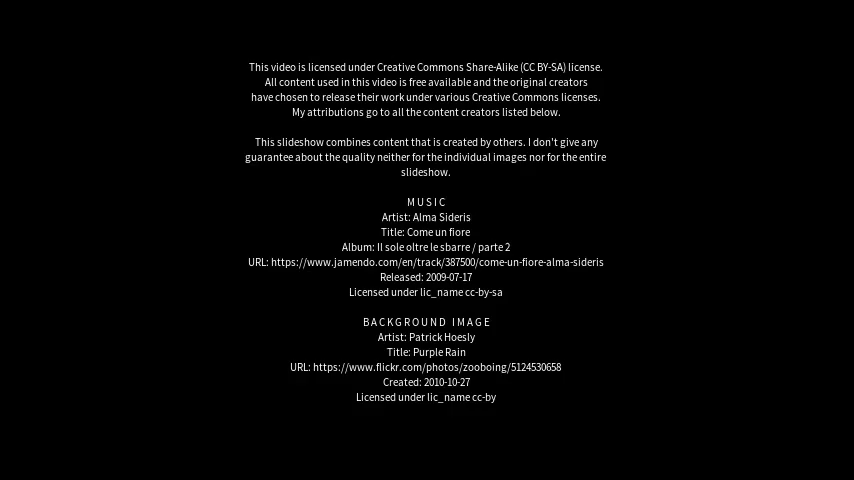 This video is licensed under Creative Commons Share-Alike (CC BY-SA) license.
All content used in this video is free available and the original creators
have chosen to release their work under various Creative Commons licenses.
My attributions go to all the content creators listed below.
This slideshow combines content that is created by others. I don't give any
guarantee about the quality neither for the individual images nor for the entire
slideshow.
MUSIC
Artist: Alma Sideris
Title: Come un fiore
Album: Il sole oltre le sbarre / parte 2
URL: https://www.jamendo.com/en/track/387500/come-un-fiore-alma-sideris
Released: 2009-07-17
Licensed under lic_name cc-by-sa
BACKGROUND IMAGE
Artist: Patrick Hoesly
Title: Purple Rain
URL: https://www.flickr.com/photos/zooboing/5124530658
Created: 2010-10-27
Licensed under lic_name cc-by